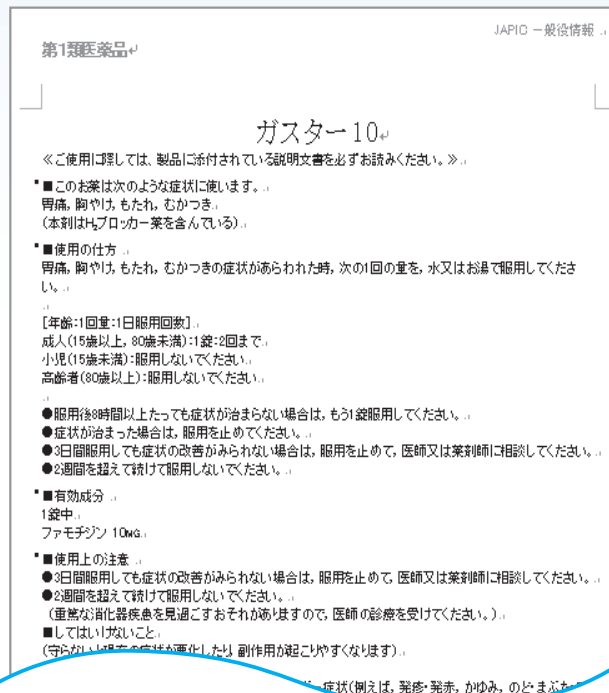 JAPIC 一般役情報
第1類医薬品
ガスター10
≪ご使用に際しては、製品に添付されている説明文書を必ずお読みください。≫
■このお薬は次のような症状に使います。
胃痛，胸やけ，もたれ，むかつき
(本剤はH₂ブロッカー薬を含んでいる)
■使用の仕方
胃痛，胸やけ，もたれ，むかつきの症状があらわれた時，次の1回の量を，水又はお湯で服用してくださ
い。
[年齢:1回量:1日服用回数]
成人(15歳以上，80歳未満):1錠:2回まで
小児(15歳未満):服用しないでください
高齢者(80歳以上):服用しないでください
●服用後8時間以上たっても症状が治まらない場合は，もう1錠服用してください。
●症状が治まった場合は，服用を止めてください。
●3日間服用しても症状の改善がみられない場合は，服用を止めて，医師又は薬剤師に相談してください。
●2週間を超えて続けて服用しないでください。
■有効成分
1錠中
ファモチジン 10mg
■使用上の注意
●3日間服用しても症状の改善がみられない場合は，服用を止めて，医師又は薬剤師に相談してください。
●2週間を超えて続けて服用しないでください。
(重篤な消化器疾患を見過ごすおそれがありますので，医師の診療を受けてください。)
■してはいけないこと
(守らないと現在の症状が悪化したり，副作用が起こりやすくなります)
症状(例えば，発疹・発赤，かゆみ，のど・まぶた